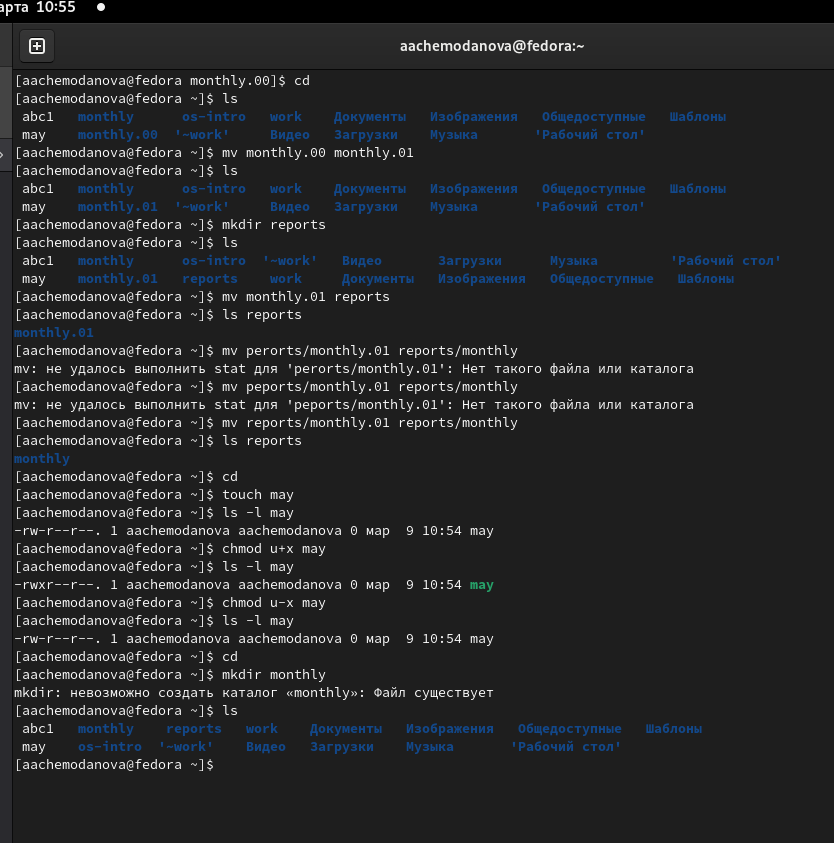 арта 10:55
aachemodanova@fedora:~
[aachemodanova@fedora monthly.00]$ cd
[aachemodanova@fedora ~]$ ls
abc1 monthly os-intro work Документы Изображения Общедоступные Шаблоны
may monthly.00 '~work' Видео Загрузки Музыка 'Рабочий стол'
[aachemodanova@fedora ~]$ mv monthly.00 monthly.01
[aachemodanova@fedora ~]$ ls
abc1 monthly os-intro work Документы Изображения Общедоступные Шаблоны
may monthly.01 '~work' Видео Загрузки Музыка 'Рабочий стол'
[aachemodanova@fedora ~]$ mkdir reports
[aachemodanova@fedora ~]$ ls
abc1 monthly os-intro '~work' Видео Загрузки Музыка 'Рабочий стол'
may monthly.01 reports work Документы Изображения Общедоступные Шаблоны
[aachemodanova@fedora ~]$ mv monthly.01 reports
[aachemodanova@fedora ~]$ ls reports
monthly.01
[aachemodanova@fedora ~]$ mv perorts/monthly.01 reports/monthly
mv: не удалось выполнить stat для 'perorts/monthly.01': Нет такого файла или каталога
[aachemodanova@fedora ~]$ mv peports/monthly.01 reports/monthly
mv: не удалось выполнить stat для 'peports/monthly.01': Нет такого файла или каталога
[aachemodanova@fedora ~]$ mv reports/monthly.01 reports/monthly
[aachemodanova@fedora ~]$ ls reports
monthly
[aachemodanova@fedora ~]$ cd
[aachemodanova@fedora ~]$ touch may
[aachemodanova@fedora ~]$ ls -l may
-rw-r--r--. 1 aachemodanova aachemodanova 0 мар  9 10:54 may
[aachemodanova@fedora ~]$ chmod u+x may
[aachemodanova@fedora ~]$ ls -l may
-rwxr--r--. 1 aachemodanova aachemodanova 0 мар  9 10:54 may
[aachemodanova@fedora ~]$ chmod u-x may
[aachemodanova@fedora ~]$ ls -l may
-rw-r--r--. 1 aachemodanova aachemodanova 0 мар  9 10:54 may
[aachemodanova@fedora ~]$ cd
[aachemodanova@fedora ~]$ mkdir monthly
mkdir: невозможно создать каталог «monthly»: Файл существует
[aachemodanova@fedora ~]$ ls
abc1 monthly reports work Документы Изображения Общедоступные Шаблоны
may os-intro '~work' Видео Загрузки Музыка 'Рабочий стол'
[aachemodanova@fedora ~]$